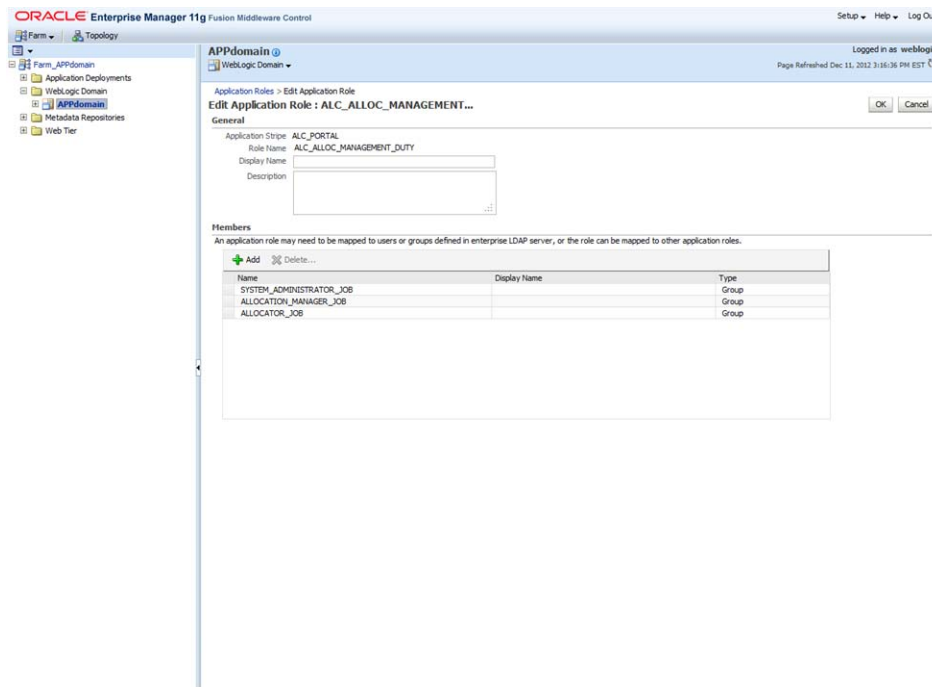 ORACLE Enterprise Manager 11g Fusion Middleware Control
Setup Help Log Ou
Farm Topology
Farm_APPdomain
Application Deployments
WebLogic Domain
APPdomain
Metadata Repositories
Web Tier
APPdomain
Logged in as weblogi
WebLogic Domain
Page Refreshed Dec 11, 2012 3:16:36 PM EST
Application Roles > Edit Application Role
Edit Application Role : ALC_ALLOC_MANAGEMENT...
OK Cancel
General
Application Stripe ALC_PORTAL
Role Name ALC_ALLOC_MANAGEMENT_DUTY
Display Name
Description
Members
An application role may need to be mapped to users or groups defined in enterprise LDAP server, or the role can be mapped to other application roles.
Add Delete...
Name Display Name Type
SYSTEM_ADMINISTRATOR_JOB Group
ALLOCATION_MANAGER_JOB Group
ALLOCATOR_JOB Group